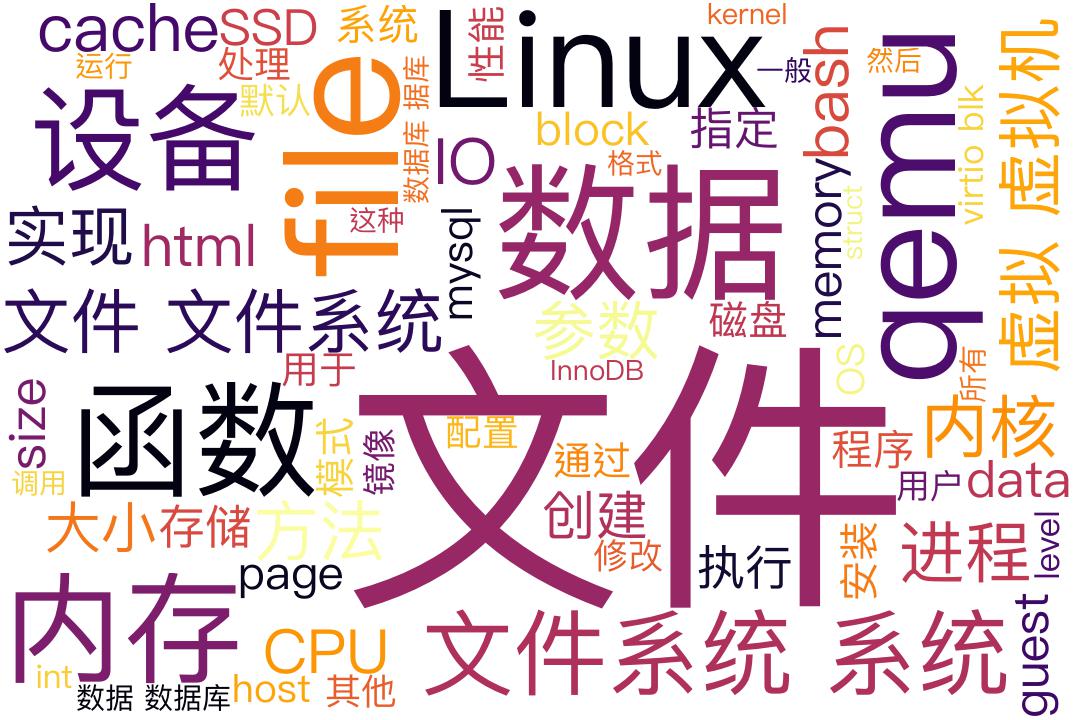 cache
SSD
系统
Linux
性能
kernel
运行
处理
一般
然后
bash
qemu
虚拟机
设备
默认
file
据库
数据库
IO
block
格式
指定
virtio blk
实现
html
这种
mysql
数据
memory
struct
虚拟
文件 文件系统
参数
磁盘
InnoDB
OS
所有
用于
size
函数
模式
镜像
配置
文件
通过
程序
内核
调用
用户
data
大小
存储
方法
创建
修改
执行
安装
进程
level
page
内存
int
CPU
host
其他
数据 数据库
文件系统 系统
guest